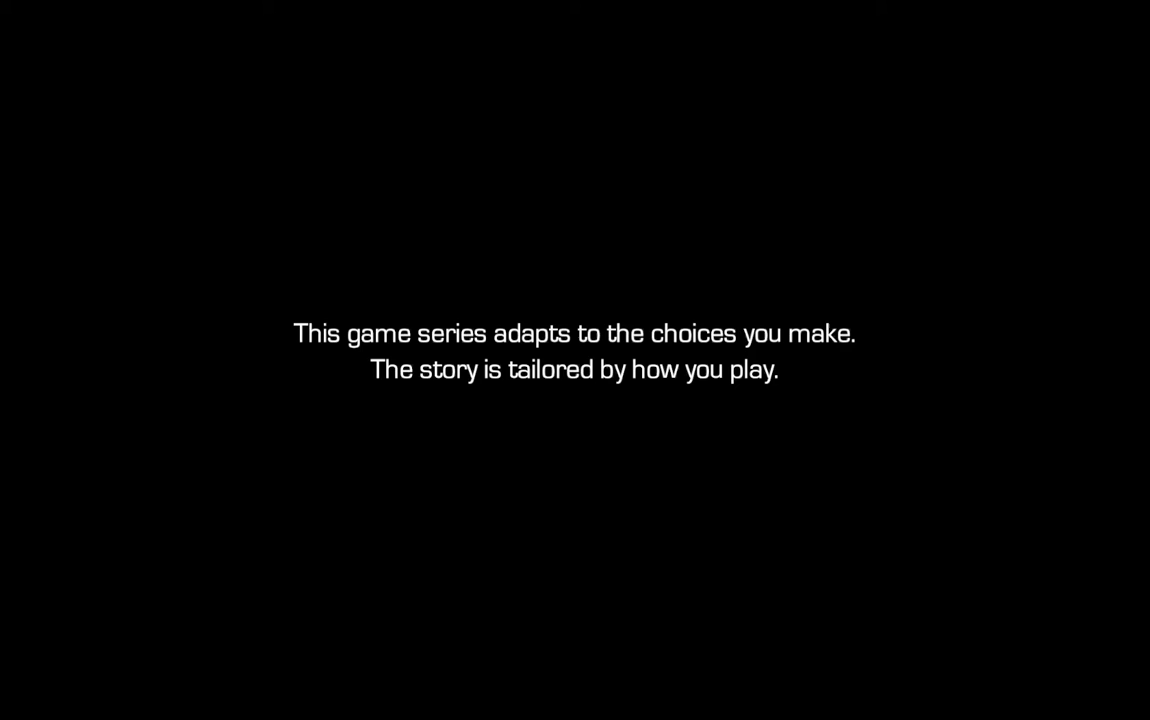 This game series adapts to the choices you make.
The story is tailored by how you play.